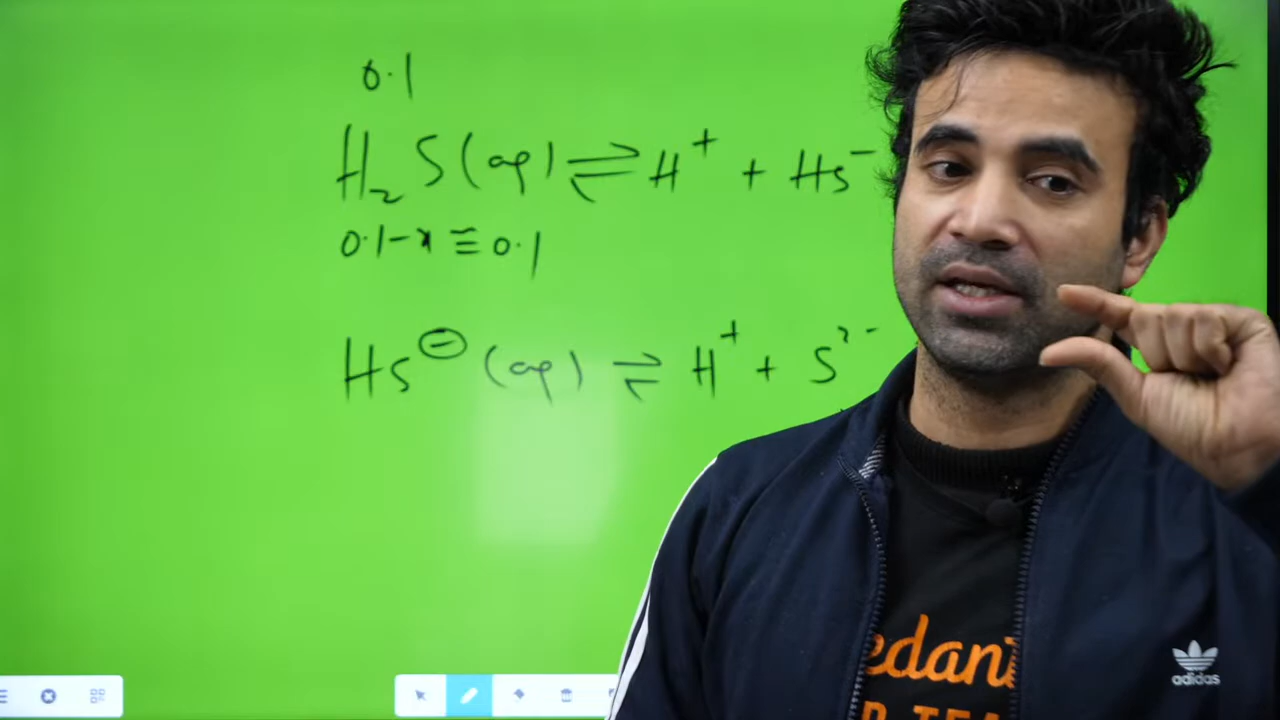 0.1
H₂S(aq) ⇌ H⁺ + HS⁻
0.1-x ≅ 0.1
HS⊖ (aq) ⇌ H⁺ + S²⁻
edant
adidas